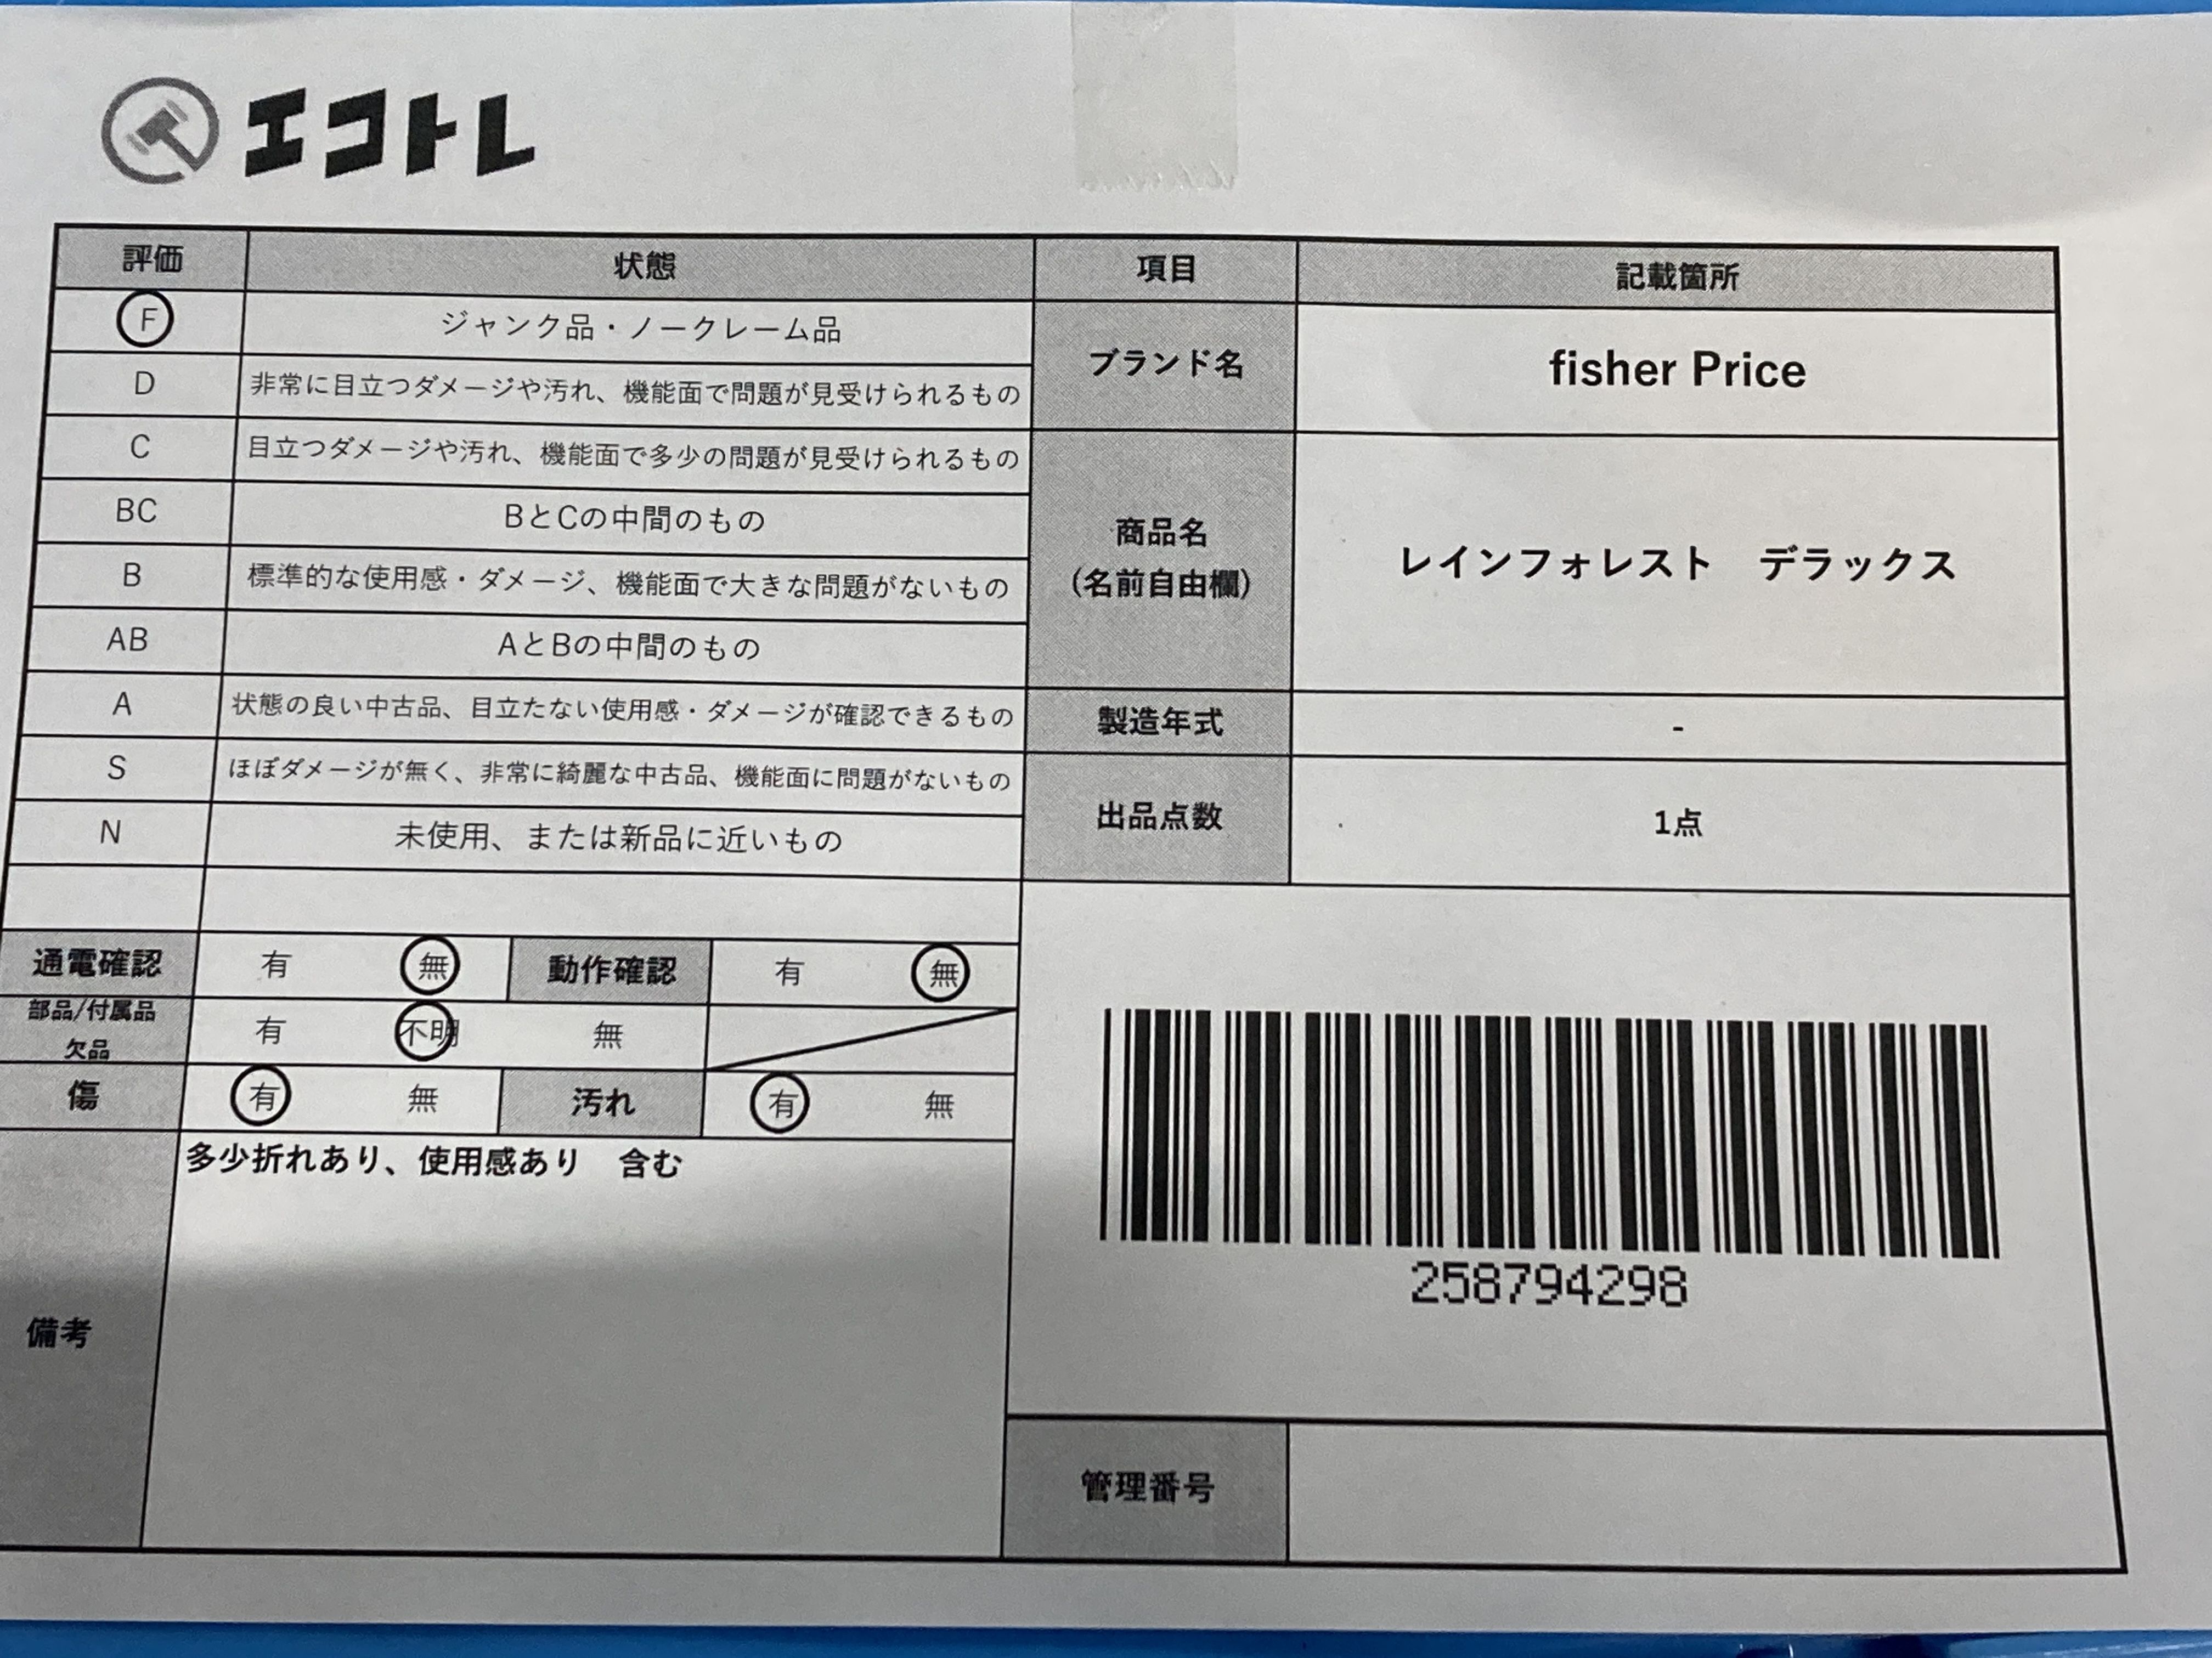 エコトレ
評価 状態 項目 記載箇所
F ジャンク品・ノークレーム品
D 非常に目立つダメージや汚れ、機能面で問題が見受けられるもの
ブランド名 fisher Price
C 目立つダメージや汚れ、機能面で多少の問題が見受けられるもの
BC BとCの中間のもの
B 標準的な使用感・ダメージ、機能面で大きな問題がないもの
AB AとBの中間のもの
商品名
(名前自由欄)
レインフォレスト　デラックス
A 状態の良い中古品、目立たない使用感・ダメージが確認できるもの
製造年式 -
S ほぼダメージが無く、非常に綺麗な中古品、機能面に問題がないもの
N 未使用、または新品に近いもの
出品点数 1点
通電確認 有 無 動作確認 有 無
部品/付属品
欠品
有 不明 無
傷 有 無 汚れ 有 無
備考
多少折れあり、使用感あり　含む
258794298
管理番号